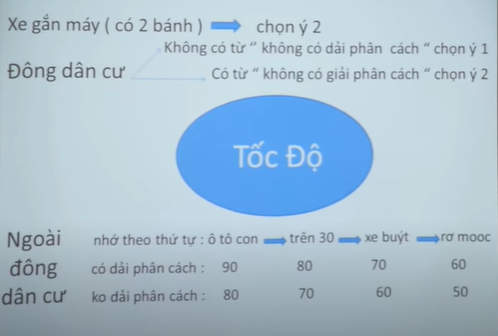 Xe gắn máy ( có 2 bánh ) chọn ý 2
Không có từ “ không có dải phân cách “ chọn ý 1
Đông dân cư
Có từ “ không có giải phân cách “ chọn ý 2
Tốc Độ
Ngoài đông dân cư
nhớ theo thứ tự : ô tô con trên 30 xe buýt rơ mooc
có dải phân cách : 90 80 70 60
ko dải phân cách : 80 70 60 50